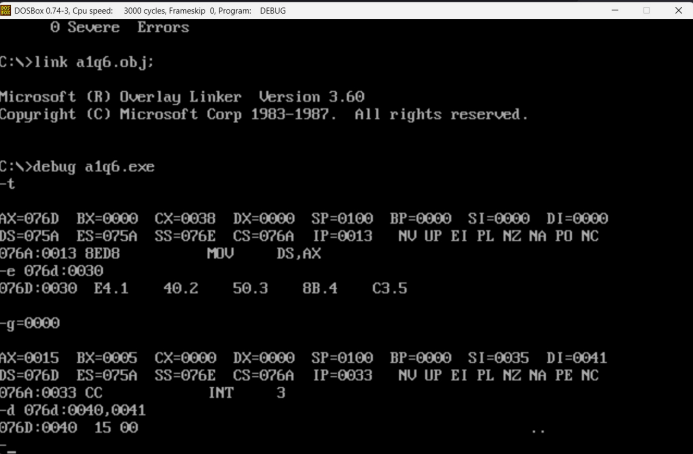 DOSBox 0.74-3, Cpu speed:    3000 cycles, Frameskip  0, Program:    DEBUG
      0 Severe  Errors
C:\>link a1q6.obj;
Microsoft (R) Overlay Linker  Version 3.60
Copyright (C) Microsoft Corp 1983-1987.  All rights reserved.
C:\>debug a1q6.exe
-t
AX=076D  BX=0000  CX=0038  DX=0000  SP=0100  BP=0000  SI=0000  DI=0000
DS=075A  ES=075A  SS=076E  CS=076A  IP=0013   NV UP EI PL NZ NA PO NC
076A:0013 8ED8          MOV     DS,AX
-e 076d:0030
076D:0030  E4.1    40.2    50.3    8B.4    C3.5
-g=0000
AX=0015  BX=0005  CX=0000  DX=0000  SP=0100  BP=0000  SI=0035  DI=0041
DS=076D  ES=075A  SS=076E  CS=076A  IP=0033   NV UP EI PL NZ NA PE NC
076A:0033 CC            INT     3
-d 076d:0040,0041
076D:0040  15 00                                             ..
-